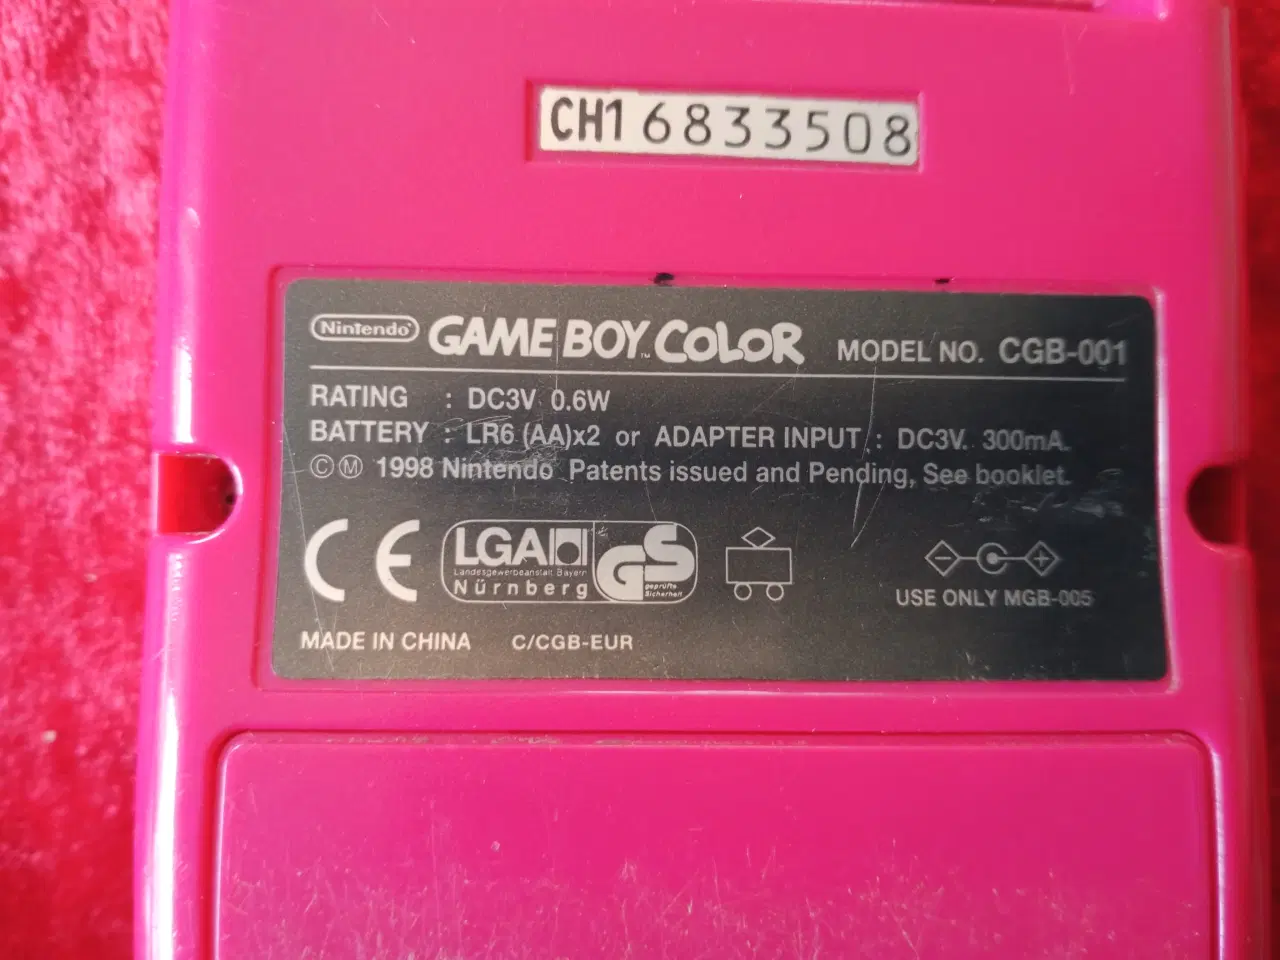 CH16833508
Nintendo GAME BOY COLOR™ MODEL NO. CGB-001
RATING : DC3V 0.6W
BATTERY : LR6 (AA)x2 or ADAPTER INPUT : DC3V. 300mA.
©Ⓜ 1998 Nintendo Patents issued and Pending, See booklet.
CE
LGA
Landesgewerbeanstalt Bayern
Nürnberg
GS
geprüfte
Sicherheit
USE ONLY MGB-005
MADE IN CHINA C/CGB-EUR